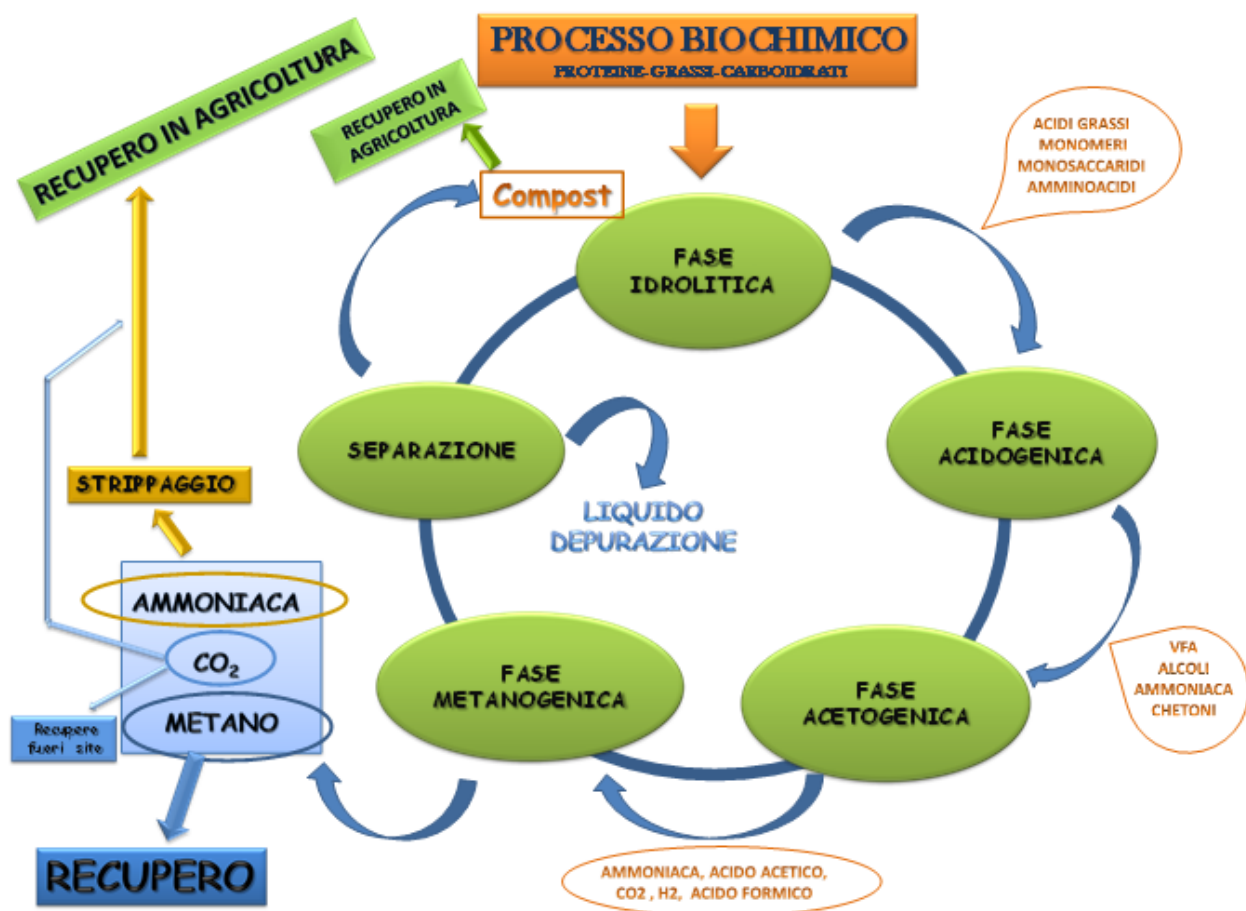 PROCESSO BIOCHIMICO
PROTEINE-GRASSI-CARBOIDRATI
RECUPERO IN AGRICOLTURA
RECUPERO IN
AGRICOLTURA
Compost
ACIDI GRASSI
MONOMERI
MONOSACCARIDI
AMMINOACIDI
FASE
IDROLITICA
FASE
ACIDOGENICA
SEPARAZIONE
LIQUIDO
DEPURAZIONE
STRIPPAGGIO
AMMONIACA
CO₂
METANO
Recupere
fueri site
RECUPERO
FASE
METANOGENICA
FASE
ACETOGENICA
VFA
ALCOLI
AMMONIACA
CHETONI
AMMONIACA, ACIDO ACETICO,
CO2 , H2, ACIDO FORMICO